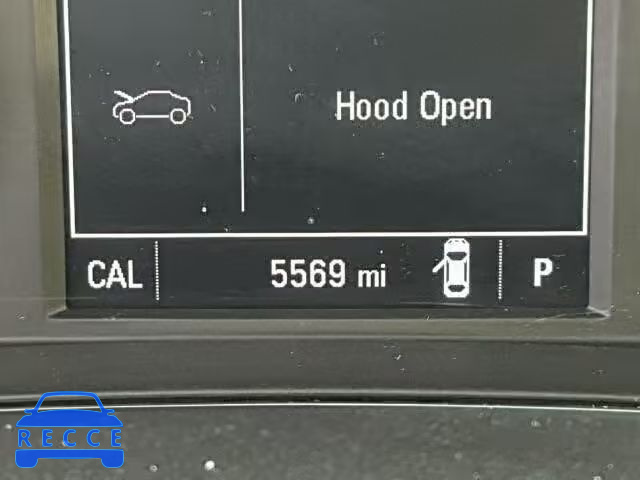 Hood Open
CAL 5569 mi P
RECCE